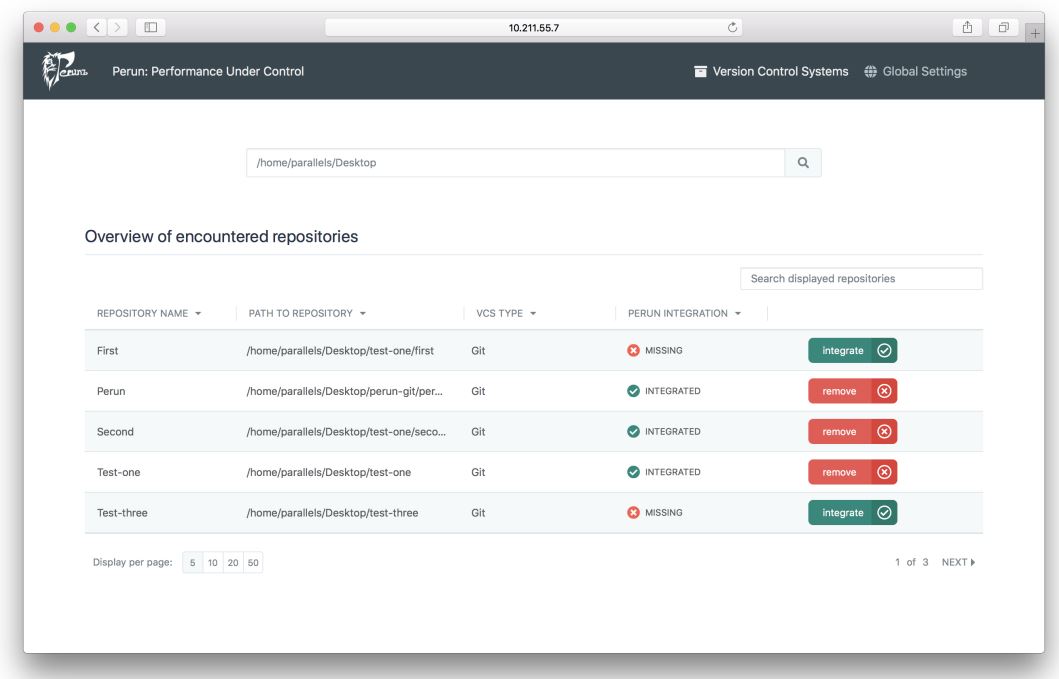 10.211.55.7
Perun Perun: Performance Under Control Version Control Systems Global Settings
/home/parallels/Desktop
Overview of encountered repositories
Search displayed repositories
REPOSITORY NAME PATH TO REPOSITORY VCS TYPE PERUN INTEGRATION
First /home/parallels/Desktop/test-one/first Git MISSING integrate
Perun /home/parallels/Desktop/perun-git/per... Git INTEGRATED remove
Second /home/parallels/Desktop/test-one/seco... Git INTEGRATED remove
Test-one /home/parallels/Desktop/test-one Git INTEGRATED remove
Test-three /home/parallels/Desktop/test-three Git MISSING integrate
Display per page: 5 10 20 50 1 of 3 NEXT